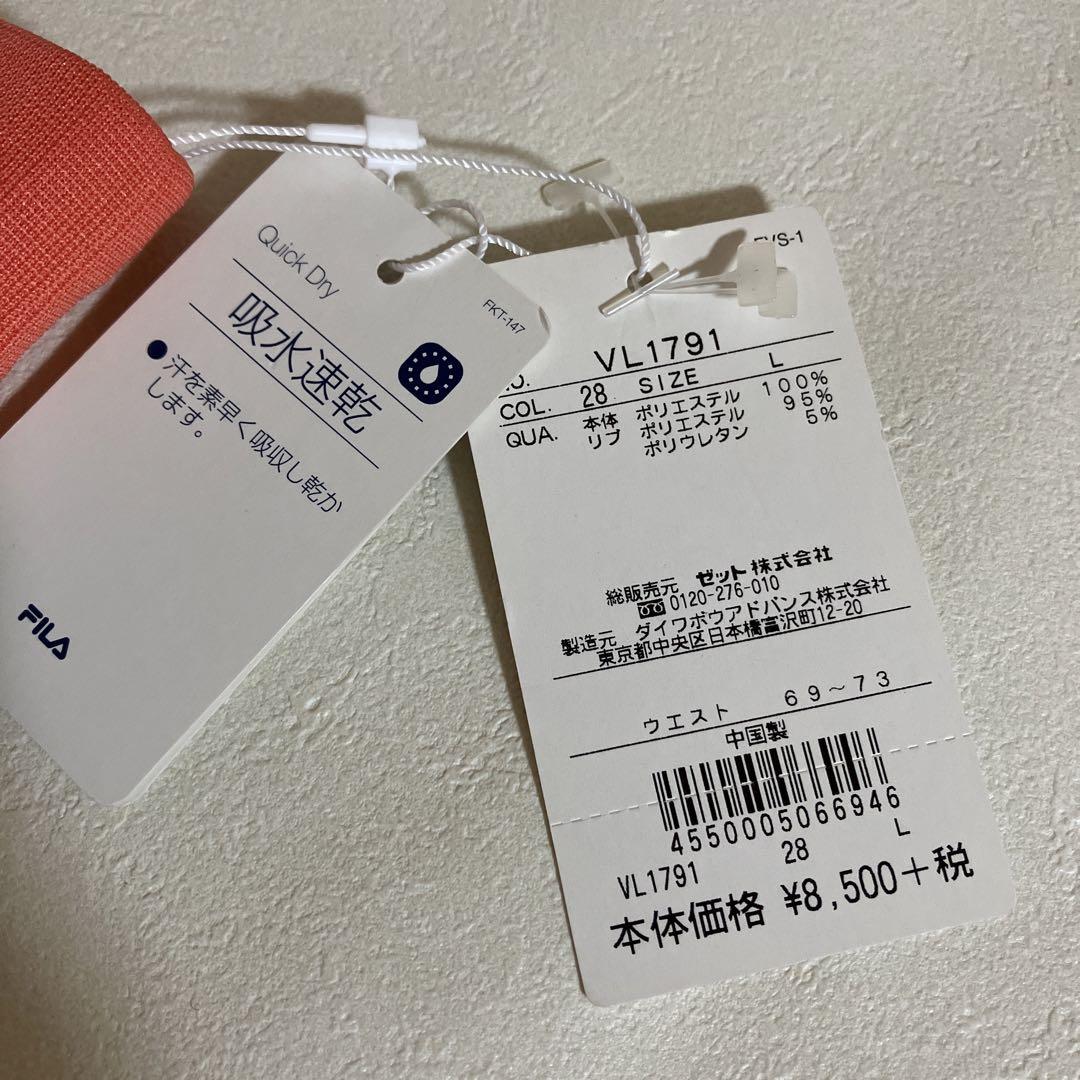 Quick Dry
FKT-147
吸水速乾
●汗を素早く吸収し乾か
します。
FILA
VS-1
VL1791
COL. 28 SIZE L
QUA. 本体 ポリエステル 100%
リブ ポリエステル 95%
ポリウレタン 5%
総販売元 ゼット株式会社
0120-276-010
製造元 ダイワボウアドバンス株式会社
東京都中央区日本橋富沢町12-20
ウエスト 69~73
中国製
4550005066946
VL1791 28 L
本体価格 ¥8,500+税